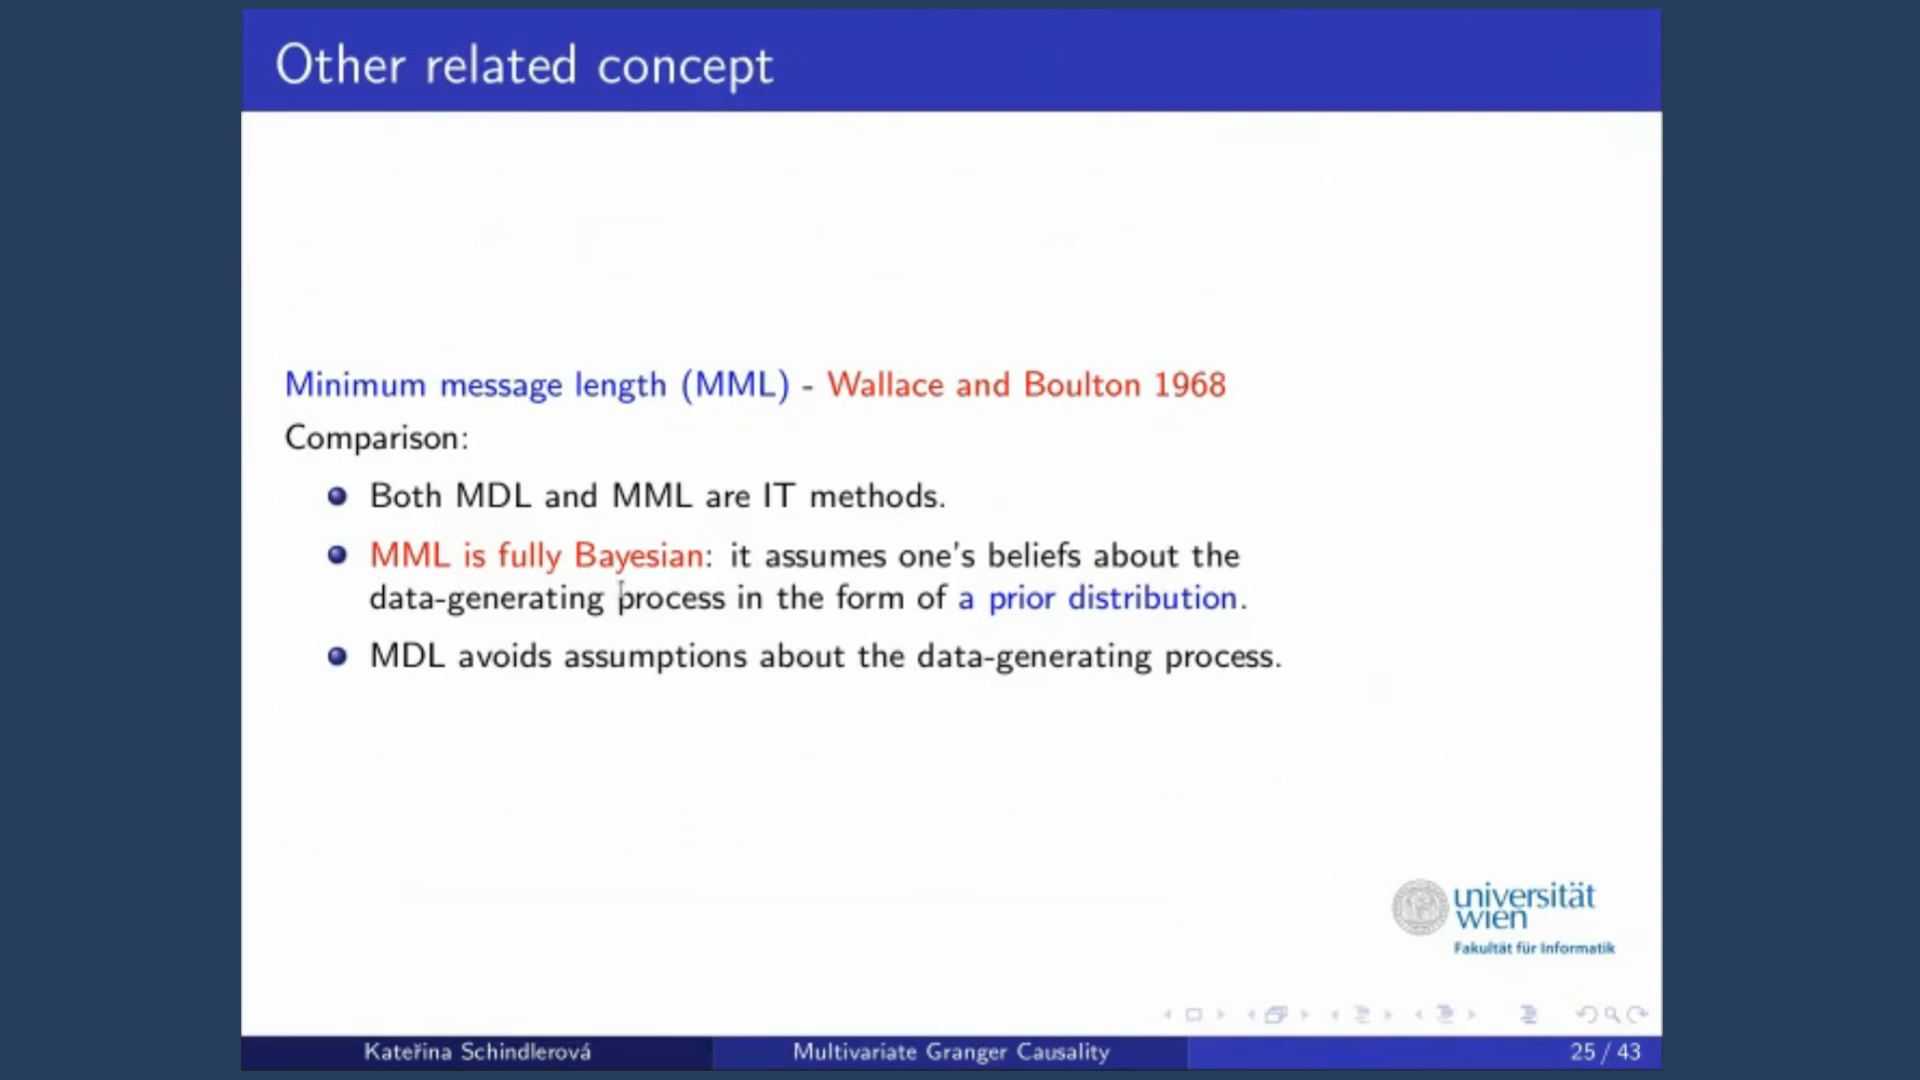 Other related concept
Minimum message length (MML) - Wallace and Boulton 1968
Comparison:
Both MDL and MML are IT methods.
MML is fully Bayesian: it assumes one's beliefs about the
data-generating process in the form of a prior distribution.
MDL avoids assumptions about the data-generating process.
universität
wien
Fakultät für Informatik
Kateřina Schindlerová Multivariate Granger Causality 25 / 43